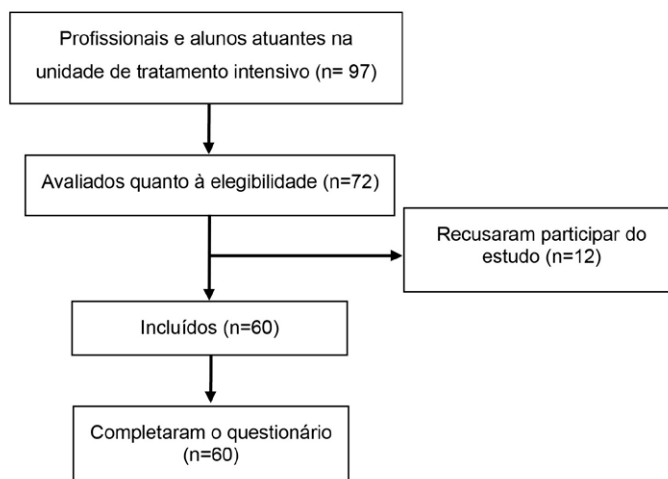 Profissionais e alunos atuantes na
unidade de tratamento intensivo (n= 97)
Avaliados quanto à elegibilidade (n=72)
Recusaram participar do
estudo (n=12)
Incluídos (n=60)
Completaram o questionário
(n=60)